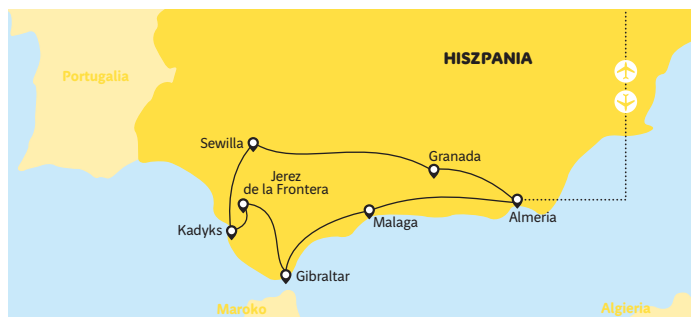 HISZPANIA
Portugalia
Sewilla
Granada
Jerez
de la Frontera
Kadyks
Malaga
Almeria
Gibraltar
Maroko
Algieria